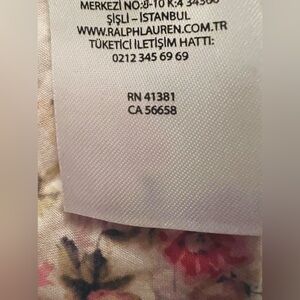 MERKEZİ NO:8-10 K:4 34360
ŞİŞLİ – İSTANBUL
WWW.RALPHLAUREN.COM.TR
TÜKETİCİ İLETİŞİM HATTI:
0212 345 69 69
RN 41381
CA 56658